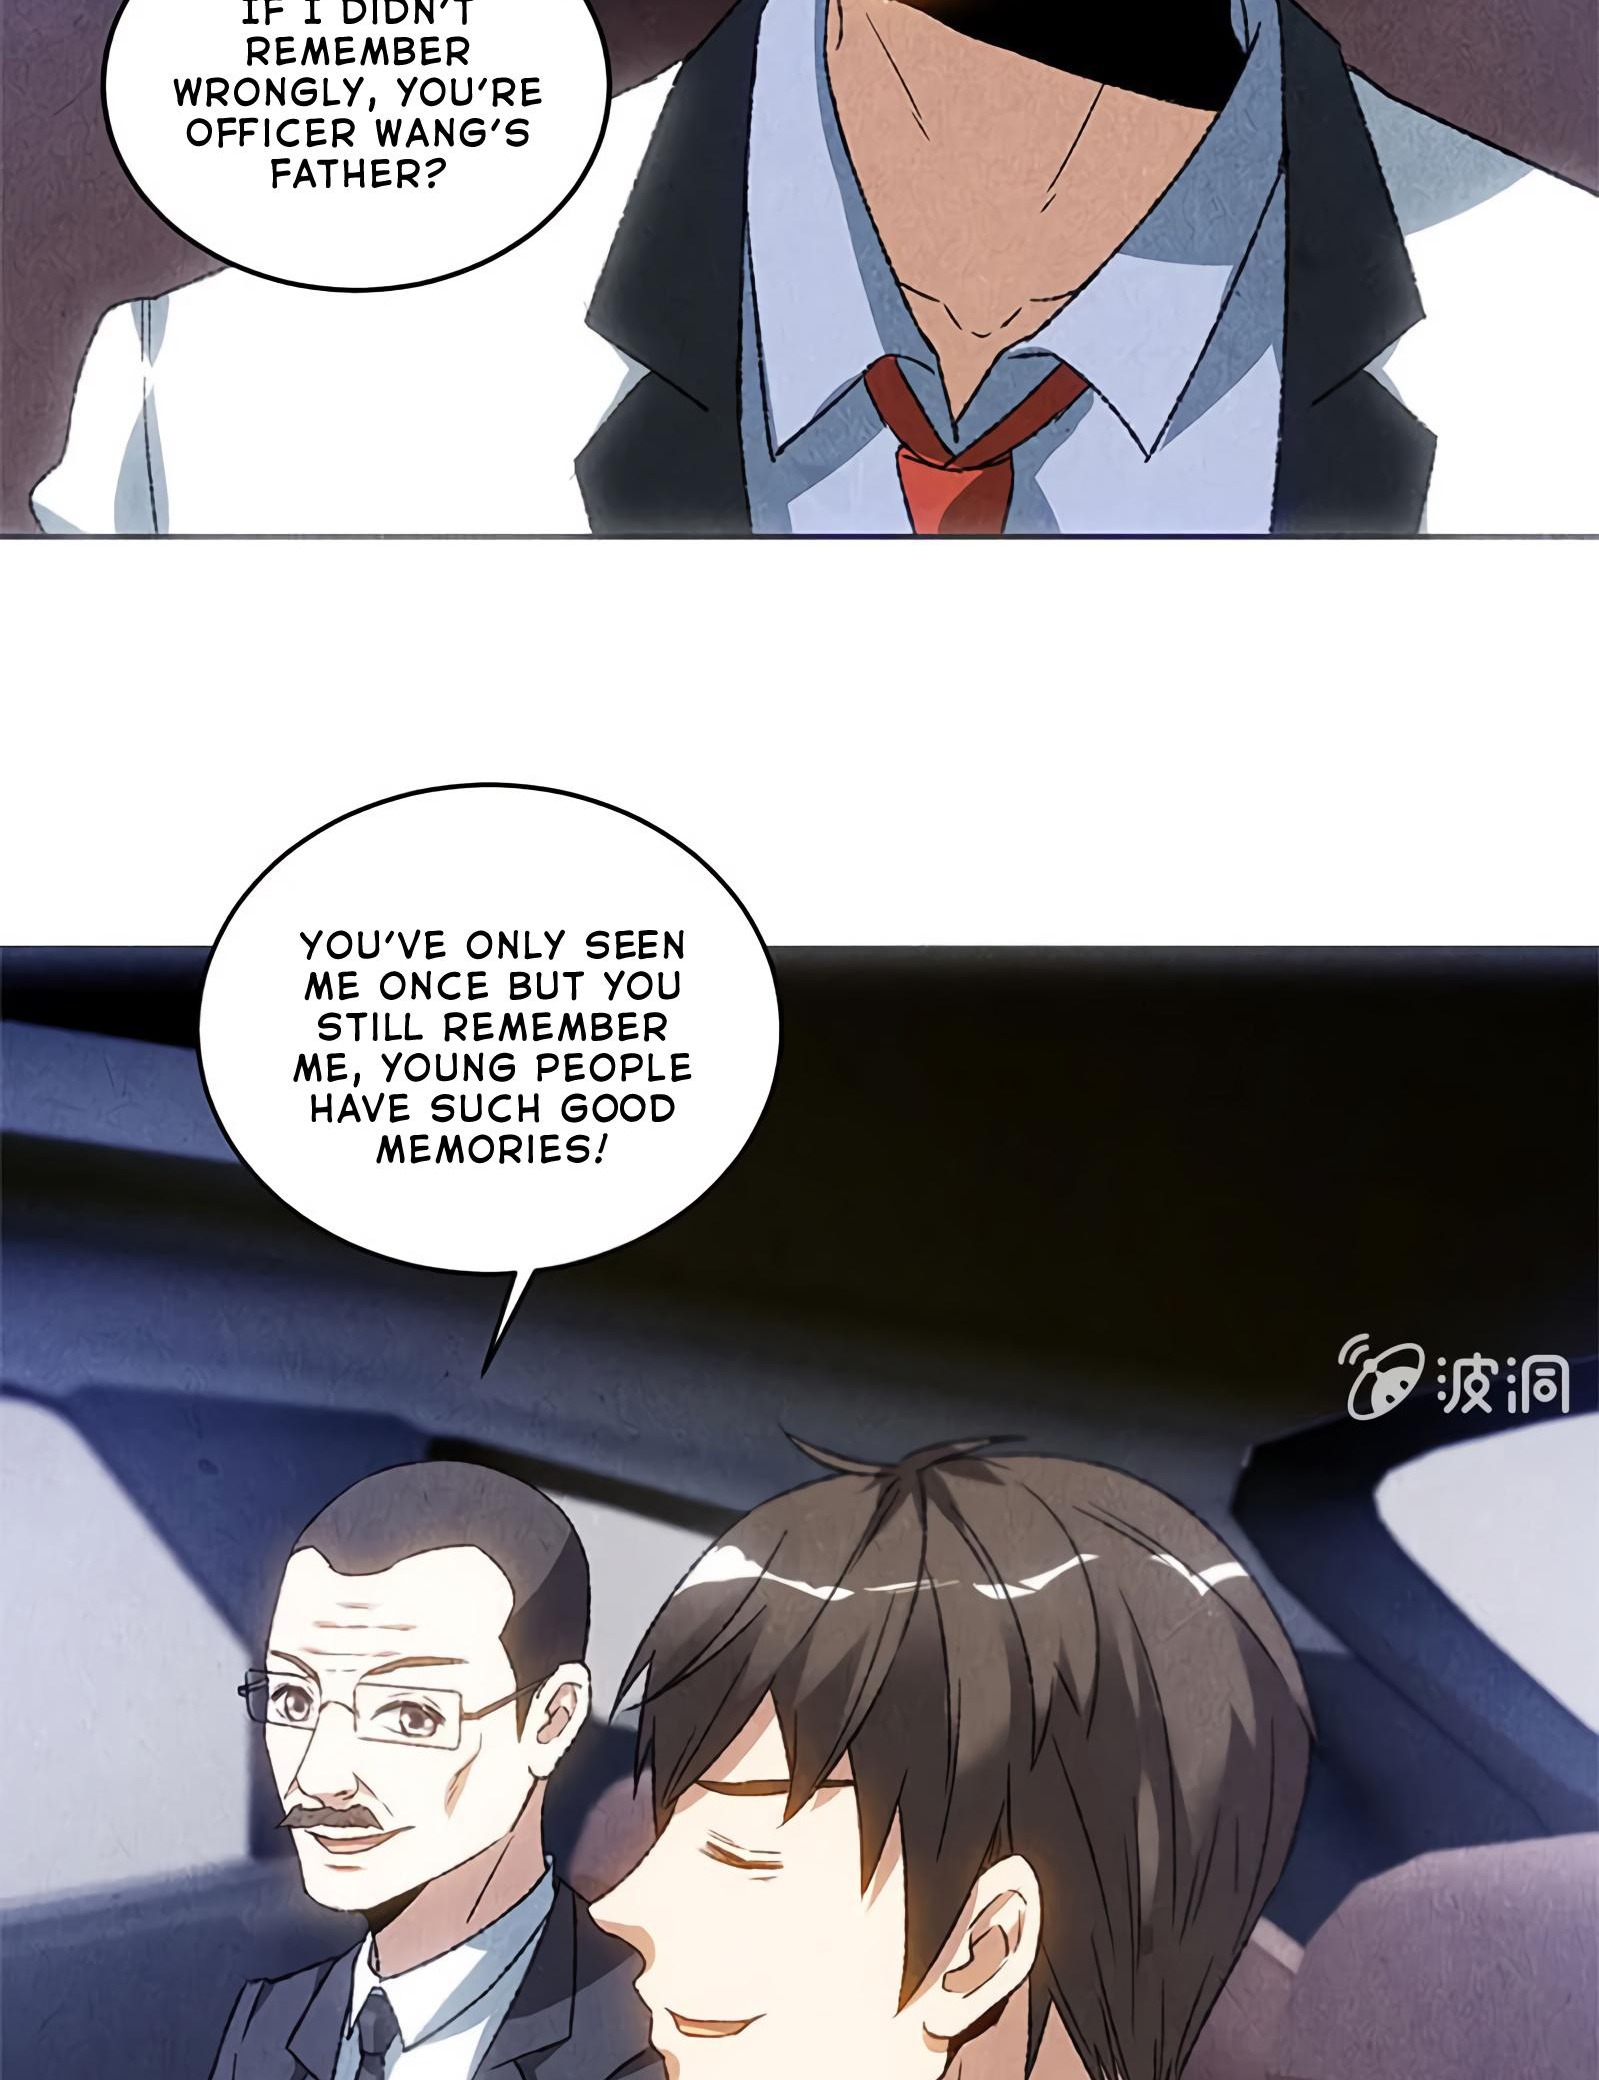 IF I DIDN'T
REMEMBER
WRONGLY, YOU'RE
OFFICER WANG'S
FATHER?
YOU'VE ONLY SEEN
ME ONCE BUT YOU
STILL REMEMBER
ME, YOUNG PEOPLE
HAVE SUCH GOOD
MEMORIES!
波洞